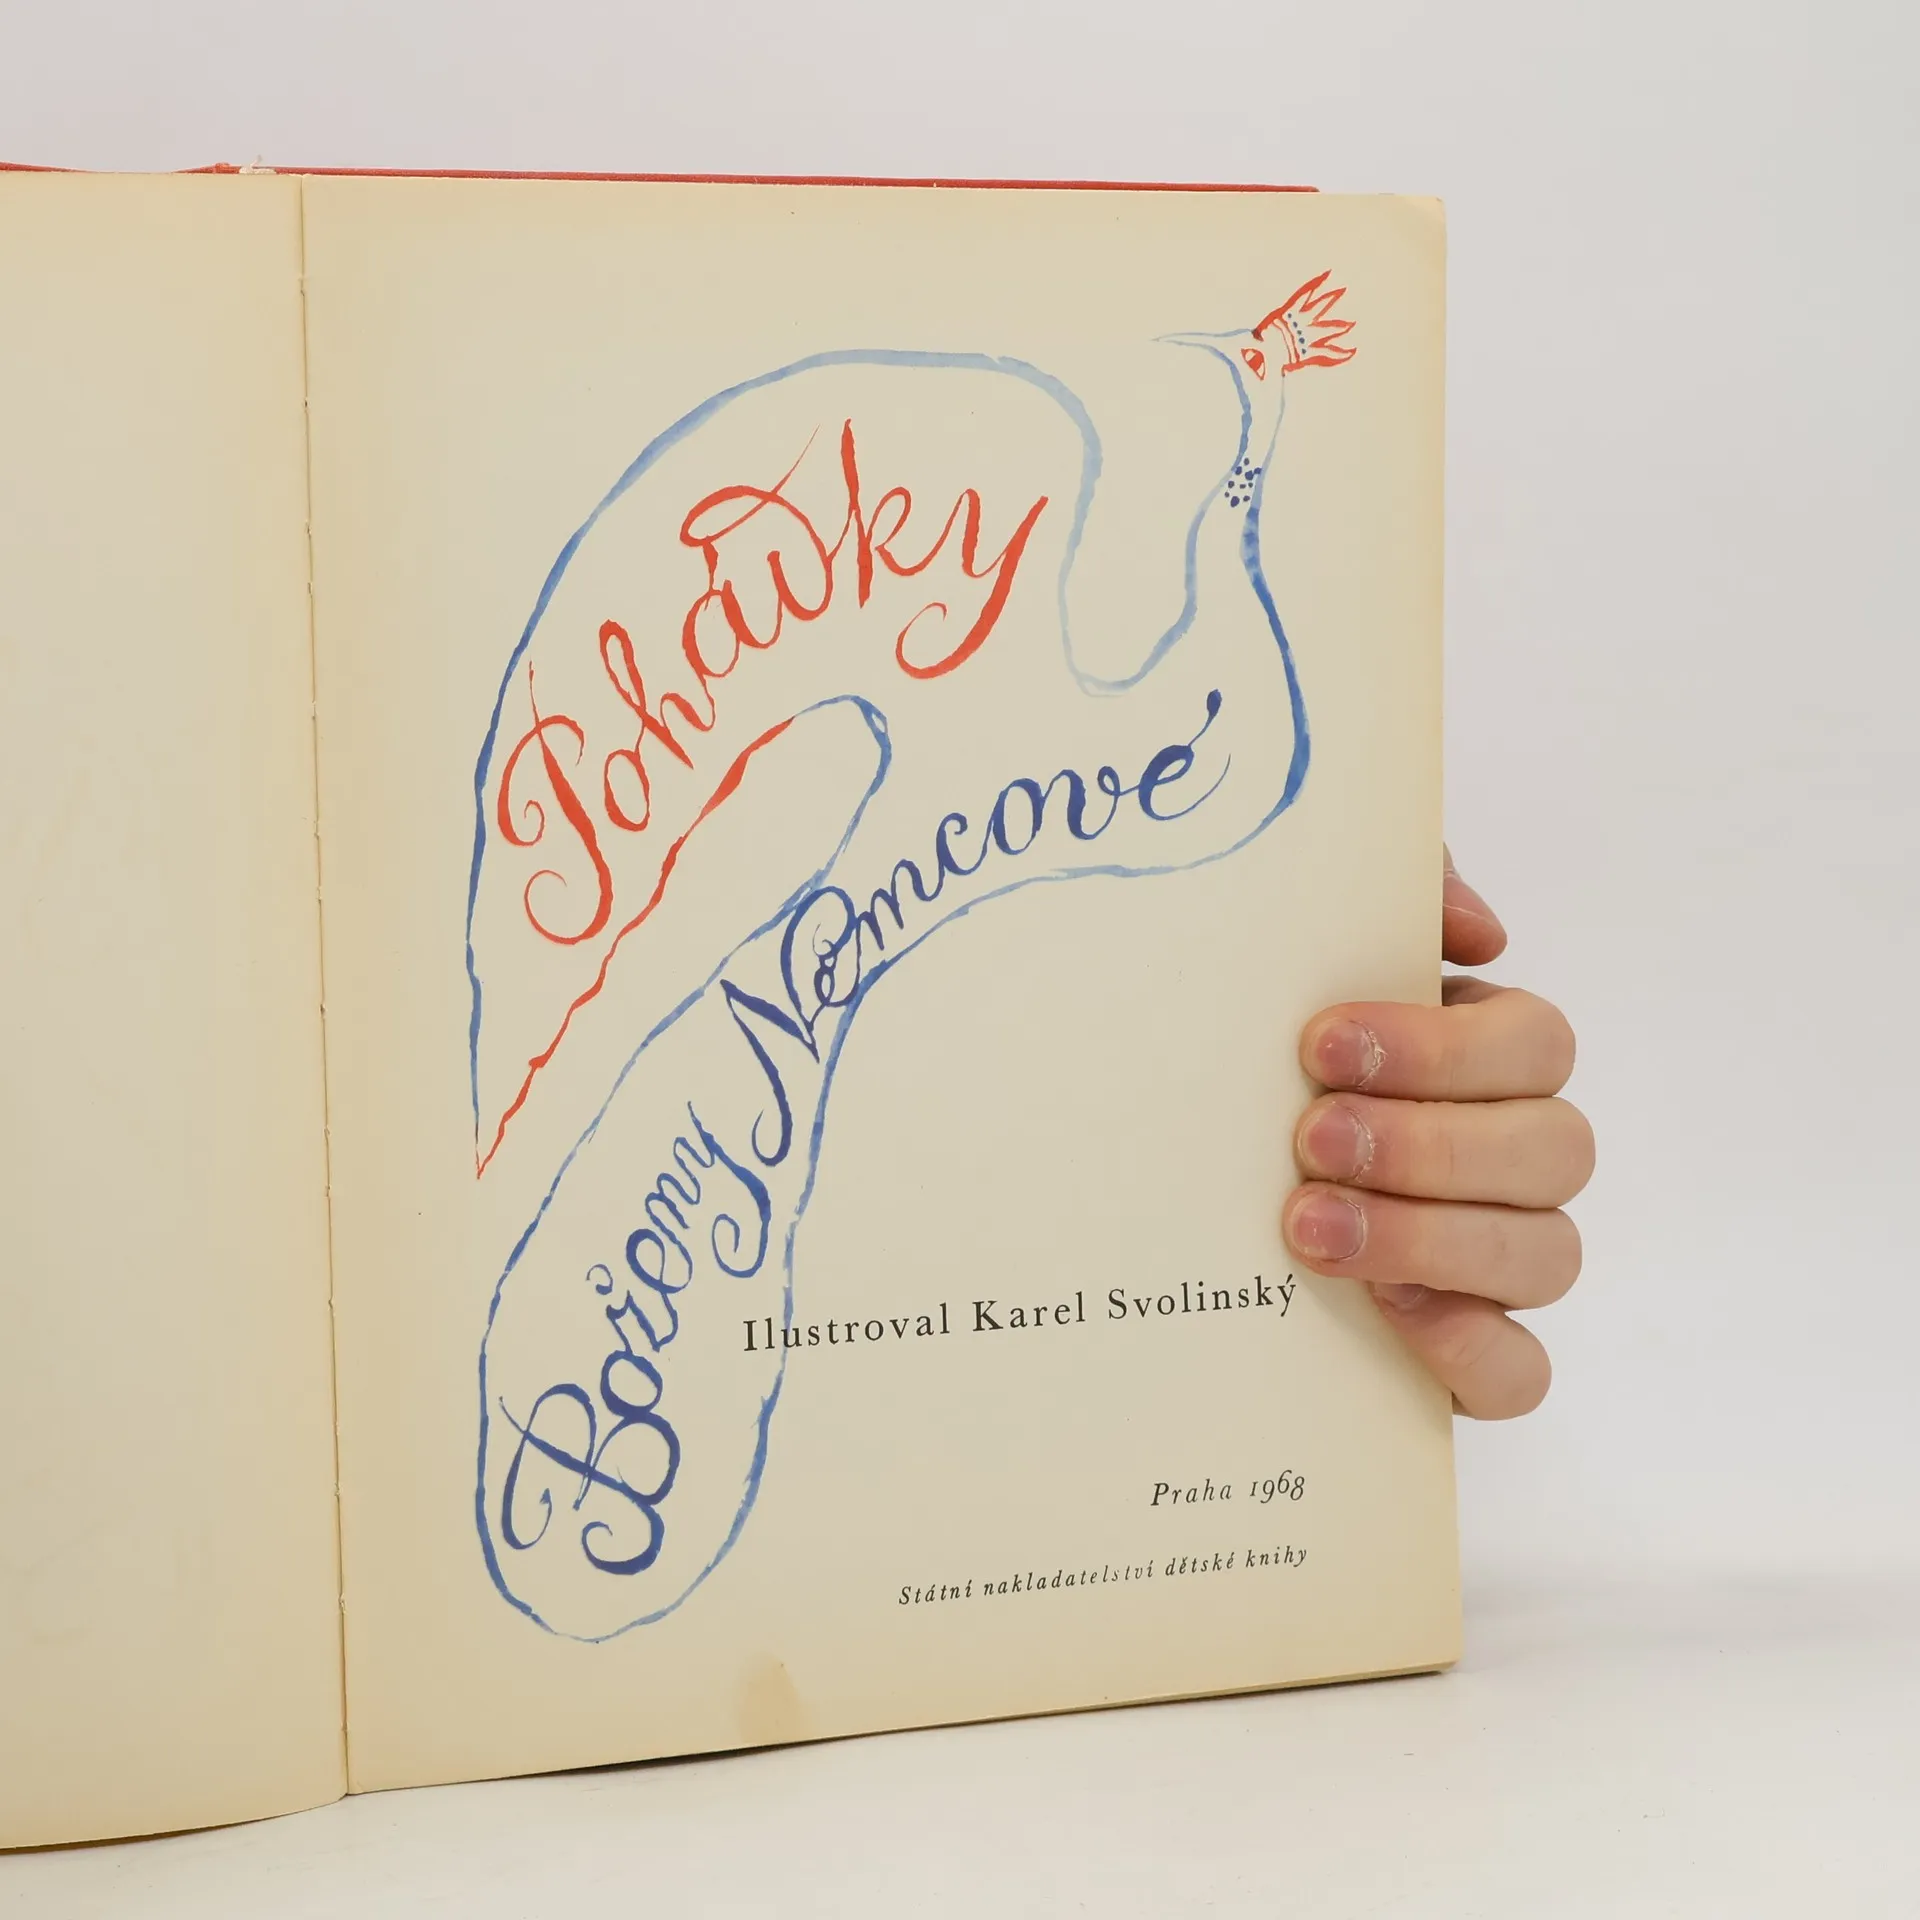 Pohádky
Boženy Němcové
Ilustroval Karel Svolinský
Praha 1968
Státní nakladatelství dětské knihy